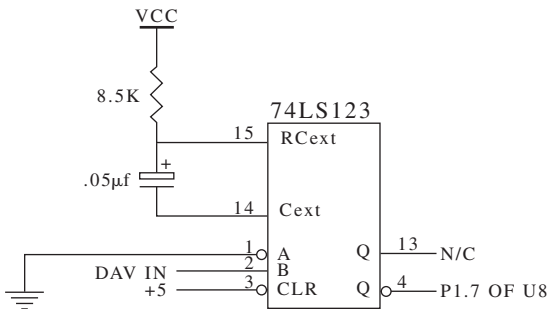 VCC
8.5K
74LS123
15 RCext
+
.05µf
14 Cext
1 A Q 13 N/C
DAV IN 2 B
+5 3 CLR Q 4 P1.7 OF U8